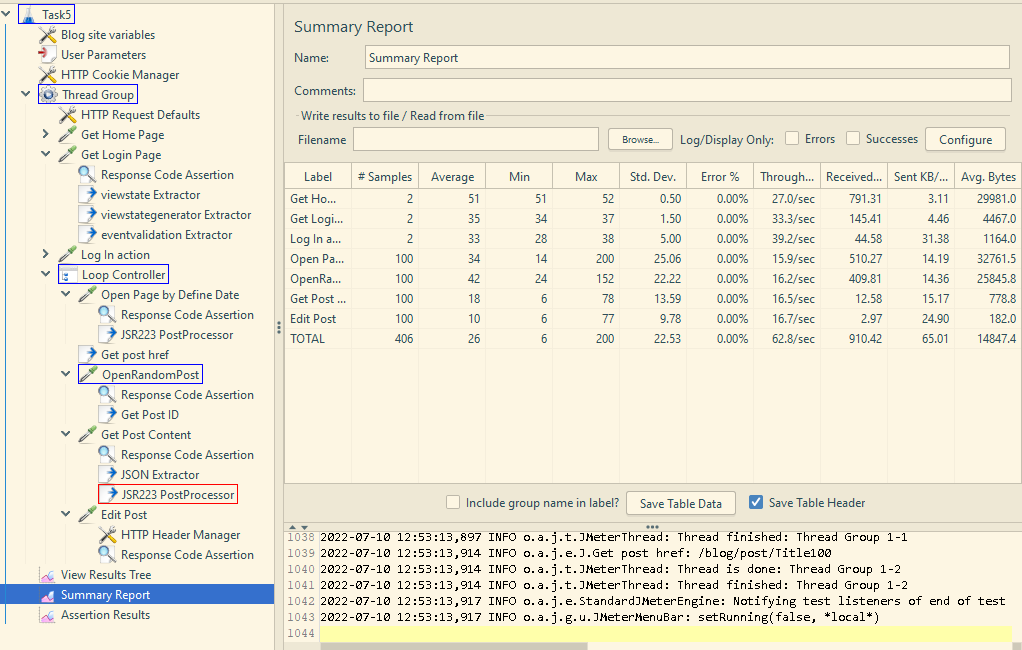 Task5
Blog site variables
User Parameters
HTTP Cookie Manager
Thread Group
HTTP Request Defaults
Get Home Page
Get Login Page
Response Code Assertion
viewstate Extractor
viewstategenerator Extractor
eventvalidation Extractor
Log In action
Loop Controller
Open Page by Define Date
Response Code Assertion
JSR223 PostProcessor
Get post href
OpenRandomPost
Response Code Assertion
Get Post ID
Get Post Content
Response Code Assertion
JSON Extractor
JSR223 PostProcessor
Edit Post
HTTP Header Manager
Response Code Assertion
View Results Tree
Summary Report
Assertion Results
Summary Report
Name: Summary Report
Comments:
Write results to file / Read from file
Filename Browse... Log/Display Only: Errors Successes Configure
Label # Samples Average Min Max Std. Dev. Error % Through... Received... Sent KB/... Avg. Bytes
Get Ho... 2 51 51 52 0.50 0.00% 27.0/sec 791.31 3.11 29981.0
Get Logi... 2 35 34 37 1.50 0.00% 33.3/sec 145.41 4.46 4467.0
Log In a... 2 33 28 38 5.00 0.00% 39.2/sec 44.58 31.38 1164.0
Open Pa... 100 34 14 200 25.06 0.00% 15.9/sec 510.27 14.19 32761.5
OpenRa... 100 42 24 152 22.22 0.00% 16.2/sec 409.81 14.36 25845.8
Get Post ... 100 18 6 78 13.59 0.00% 16.5/sec 12.58 15.17 778.8
Edit Post 100 10 6 77 9.78 0.00% 16.7/sec 2.97 24.90 182.0
TOTAL 406 26 6 200 22.53 0.00% 62.8/sec 910.42 65.01 14847.4
Include group name in label? Save Table Data Save Table Header
1038 2022-07-10 12:53:13,897 INFO o.a.j.t.JMeterThread: Thread finished: Thread Group 1-1
1039 2022-07-10 12:53:13,914 INFO o.a.j.e.J.Get post href: /blog/post/Title100
1040 2022-07-10 12:53:13,914 INFO o.a.j.t.JMeterThread: Thread is done: Thread Group 1-2
1041 2022-07-10 12:53:13,914 INFO o.a.j.t.JMeterThread: Thread finished: Thread Group 1-2
1042 2022-07-10 12:53:13,917 INFO o.a.j.e.StandardJMeterEngine: Notifying test listeners of end of test
1043 2022-07-10 12:53:13,917 INFO o.a.j.g.u.JMeterMenuBar: setRunning(false, *local*)
1044